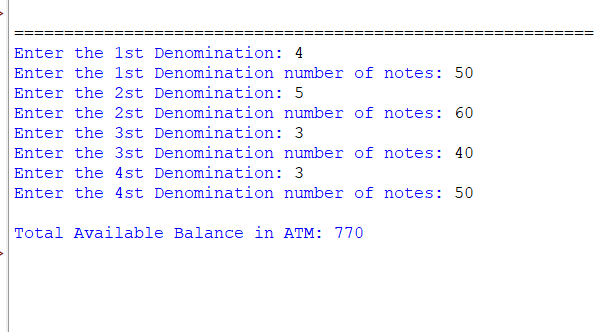 ==========================================================
Enter the 1st Denomination: 4
Enter the 1st Denomination number of notes: 50
Enter the 2st Denomination: 5
Enter the 2st Denomination number of notes: 60
Enter the 3st Denomination: 3
Enter the 3st Denomination number of notes: 40
Enter the 4st Denomination: 3
Enter the 4st Denomination number of notes: 50
Total Available Balance in ATM: 770